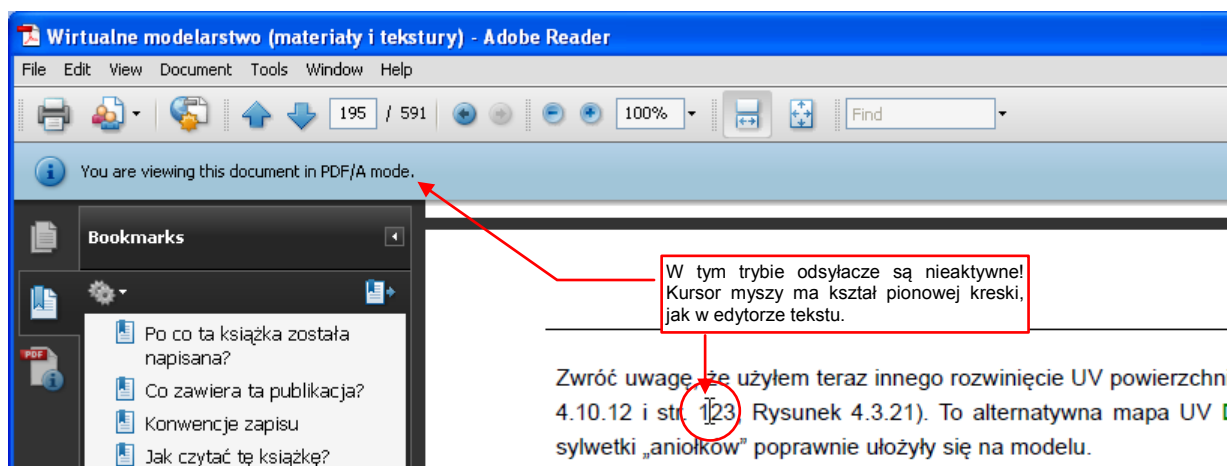 Wirtualne modelarstwo (materiały i tekstury) - Adobe Reader
File Edit View Document Tools Window Help
195 / 591 100% Find
You are viewing this document in PDF/A mode.
Bookmarks
W tym trybie odsyłacze są nieaktywne!
Kursor myszy ma kształ pionowej kreski,
jak w edytorze tekstu.
PDF
Po co ta książka została
napisana?
Co zawiera ta publikacja?
Konwencje zapisu
Jak czytać tę książkę?
Zwróć uwagę, że użyłem teraz innego rozwinięcie UV powierzchni
4.10.12 i str. 123, Rysunek 4.3.21). To alternatywna mapa UV
sylwetki „aniołków” poprawnie ułożyły się na modelu.